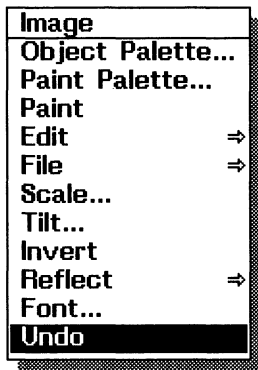 Image
Object Palette...
Paint Palette...
Paint
Edit ⇒
File ⇒
Scale...
Tilt...
Invert
Reflect ⇒
Font...
Undo